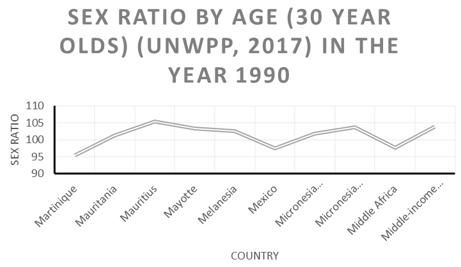 SEX RATIO BY AGE (30 YEAR
OLDS) (UNWPP, 2017) IN THE
YEAR 1990
SEX RATIO
110
105
100
95
90
Martinique
Mauritania
Mauritius
Mayotte
Melanesia
Mexico
Micronesia...
Micronesia...
Middle Africa
Middle-income...
COUNTRY